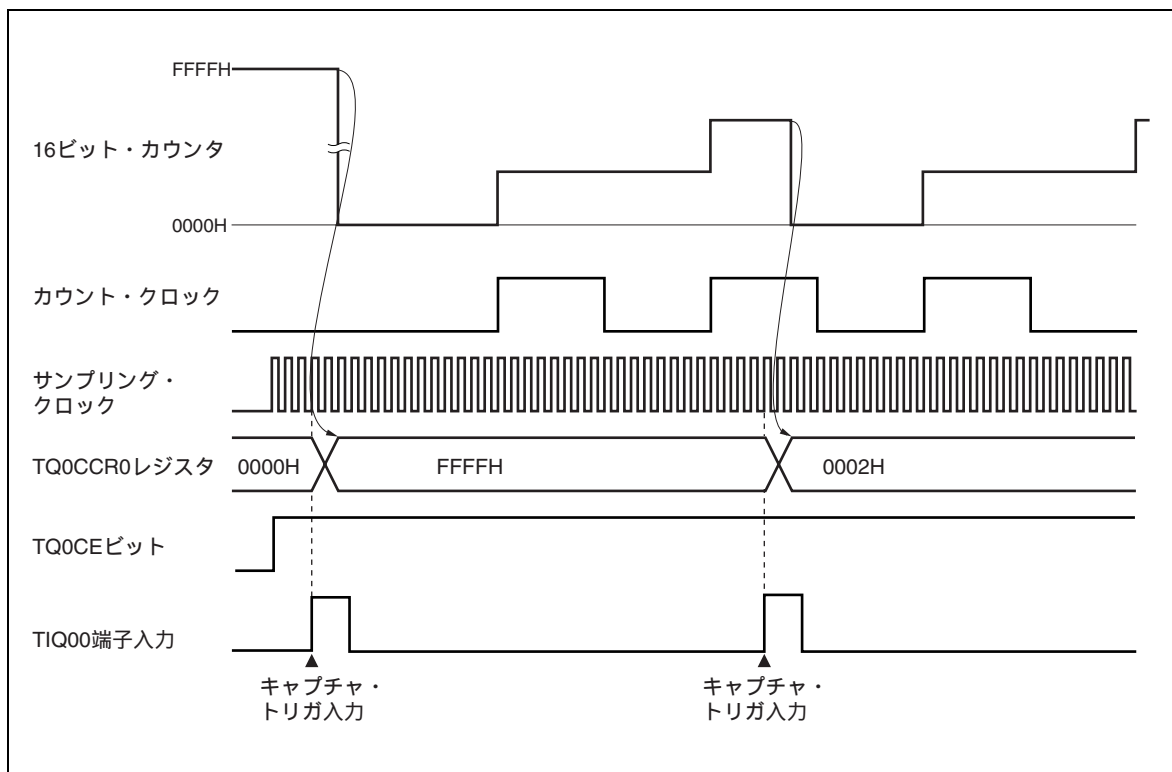 FFFFH
16ビット・カウンタ
0000H
カウント・クロック
サンプリング・
クロック
TQ0CCR0レジスタ 0000H FFFFH 0002H
TQ0CEビット
TIQ00端子入力
キャプチャ・
トリガ入力
キャプチャ・
トリガ入力